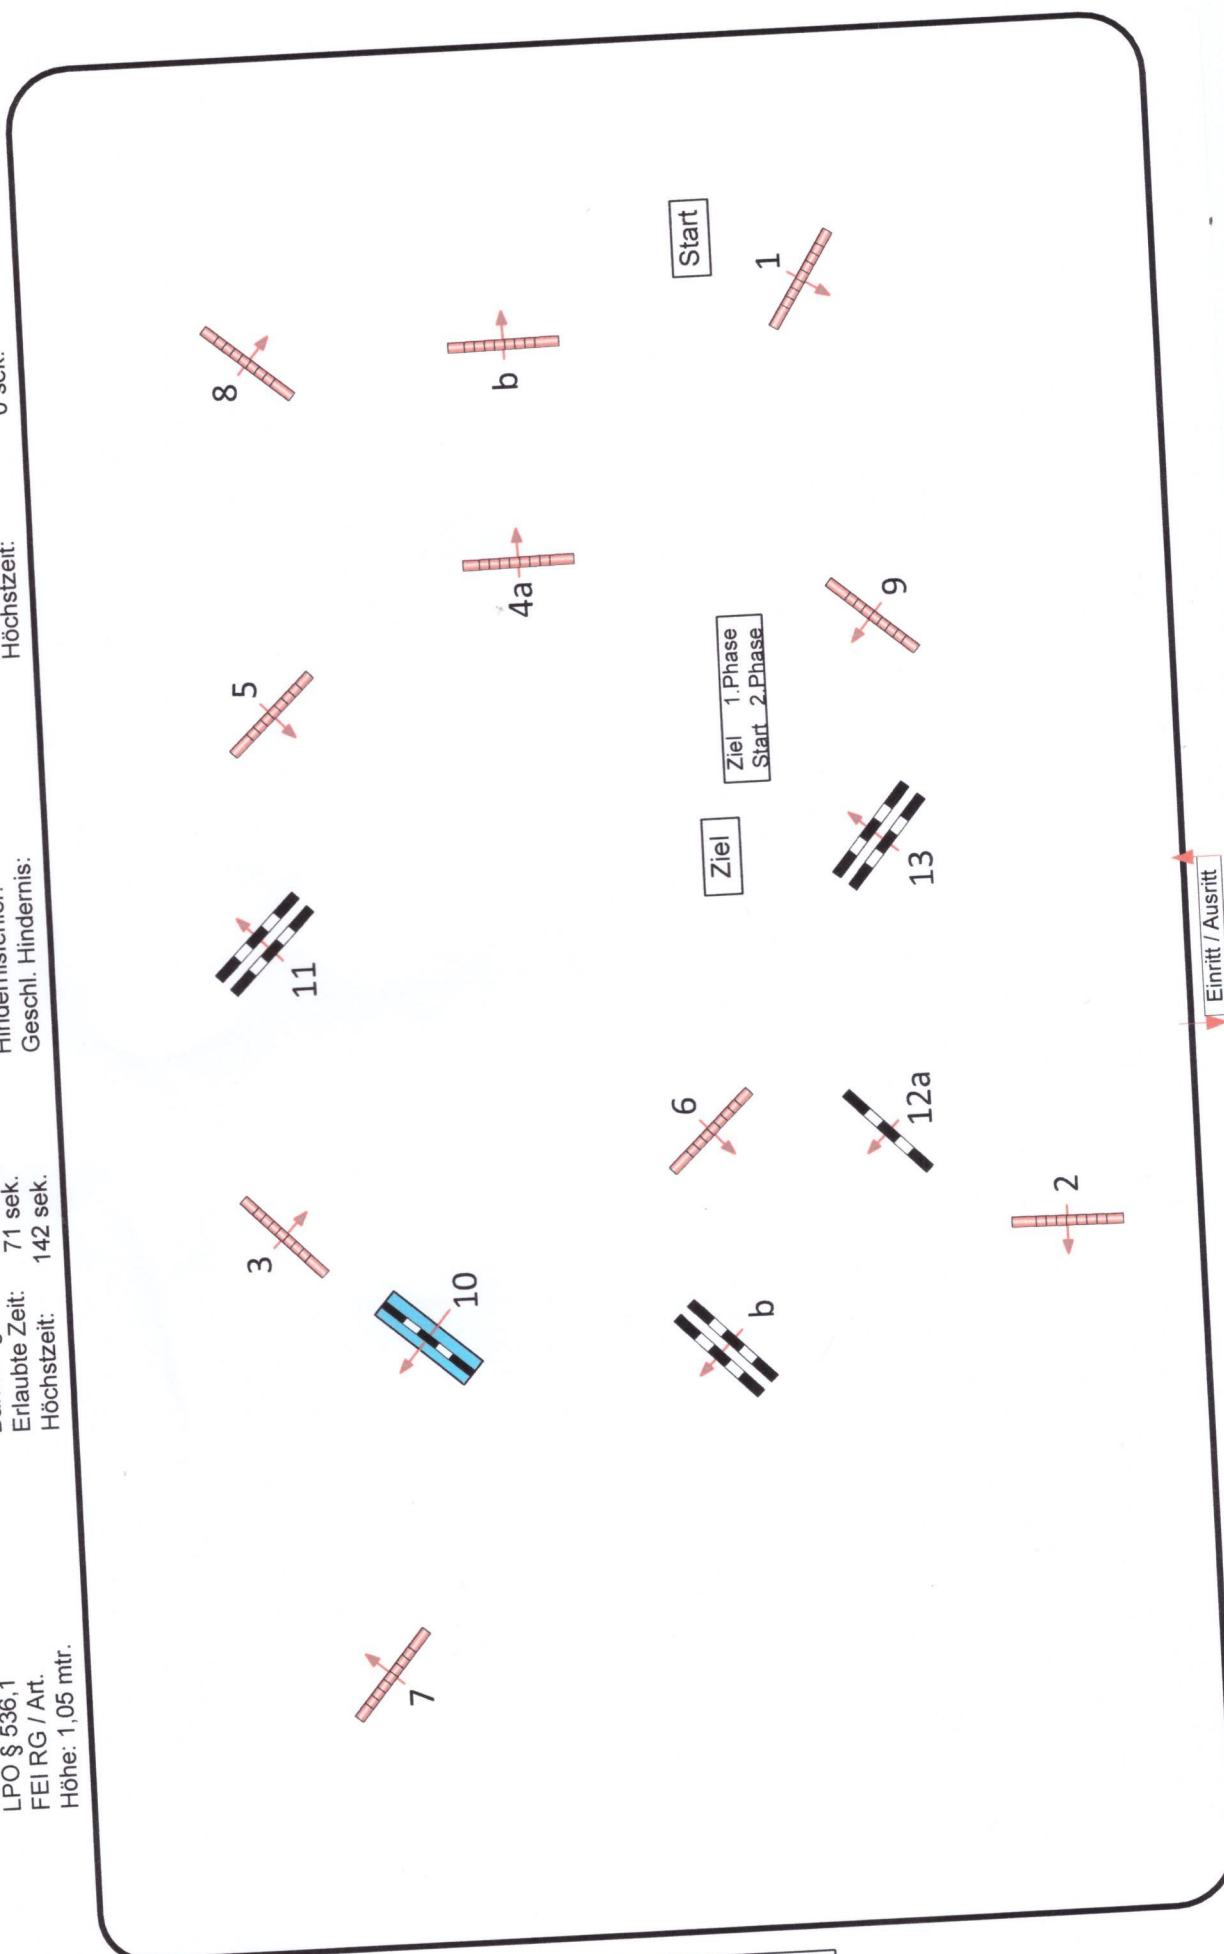 LPO § 536,1
FEI RG / Art.
Höhe: 1,05 mtr.
Erlaubte Zeit: 71 sek.
Höchstzeit: 142 sek.
Geschl. Hindernis:
Höchstzeit:
8
b
Start
1
4a
5
9
Ziel 1.Phase
Start 2.Phase
Ziel
13
11
6
12a
3
2
10
b
7
Einritt / Ausritt